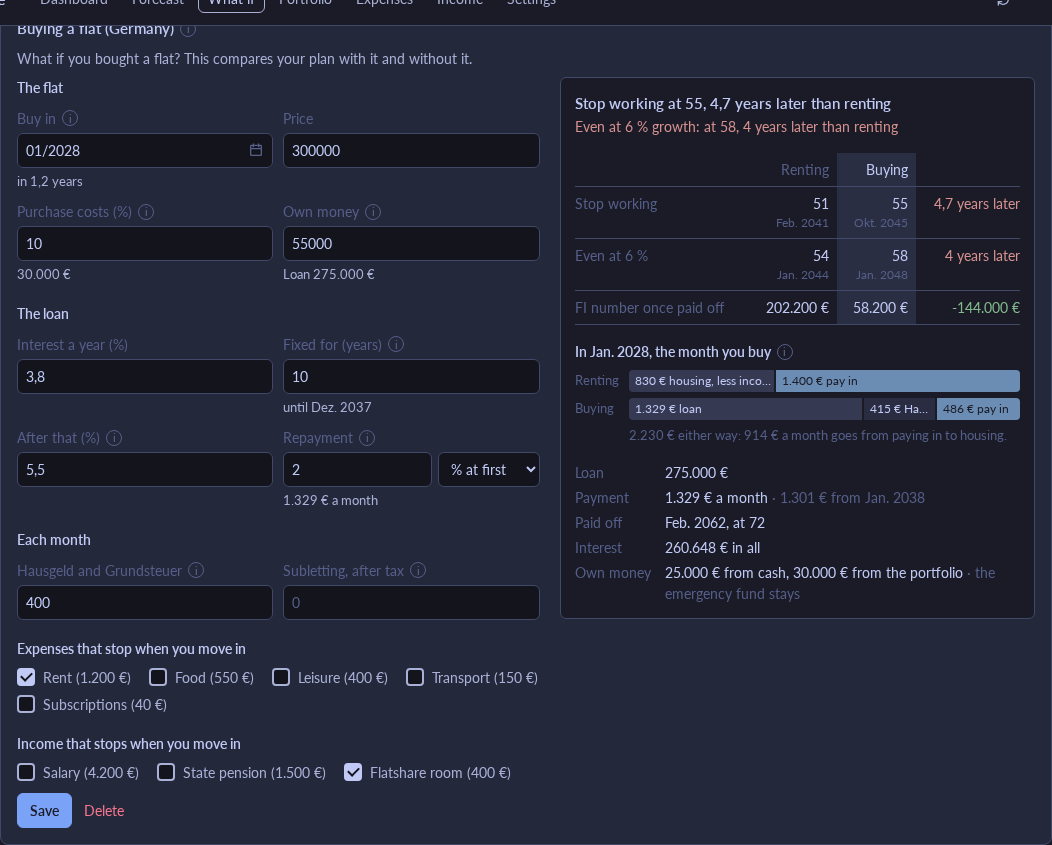 Dashboard Forecast What if Portfolio Expenses Income Settings
Buying a flat (Germany)
What if you bought a flat? This compares your plan with it and without it.
The flat
Buy in
Price
01/2028
300000
in 1,2 years
Purchase costs (%)
Own money
10
55000
30.000 €
Loan 275.000 €
The loan
Interest a year (%)
Fixed for (years)
3,8
10
until Dez. 2037
After that (%)
Repayment
5,5
2
% at first
1.329 € a month
Each month
Hausgeld and Grundsteuer
Subletting, after tax
400
0
Expenses that stop when you move in
Rent (1.200 €) Food (550 €) Leisure (400 €) Transport (150 €)
Subscriptions (40 €)
Income that stops when you move in
Salary (4.200 €) State pension (1.500 €) Flatshare room (400 €)
Save Delete
Stop working at 55, 4,7 years later than renting
Even at 6 % growth: at 58, 4 years later than renting
Renting Buying
Stop working 51 55 4,7 years later
Feb. 2041 Okt. 2045
Even at 6 % 54 58 4 years later
Jan. 2044 Jan. 2048
FI number once paid off 202.200 € 58.200 € -144.000 €
In Jan. 2028, the month you buy
Renting 830 € housing, less inco... 1.400 € pay in
Buying 1.329 € loan 415 € Ha... 486 € pay in
2.230 € either way: 914 € a month goes from paying in to housing.
Loan 275.000 €
Payment 1.329 € a month · 1.301 € from Jan. 2038
Paid off Feb. 2062, at 72
Interest 260.648 € in all
Own money 25.000 € from cash, 30.000 € from the portfolio · the
emergency fund stays